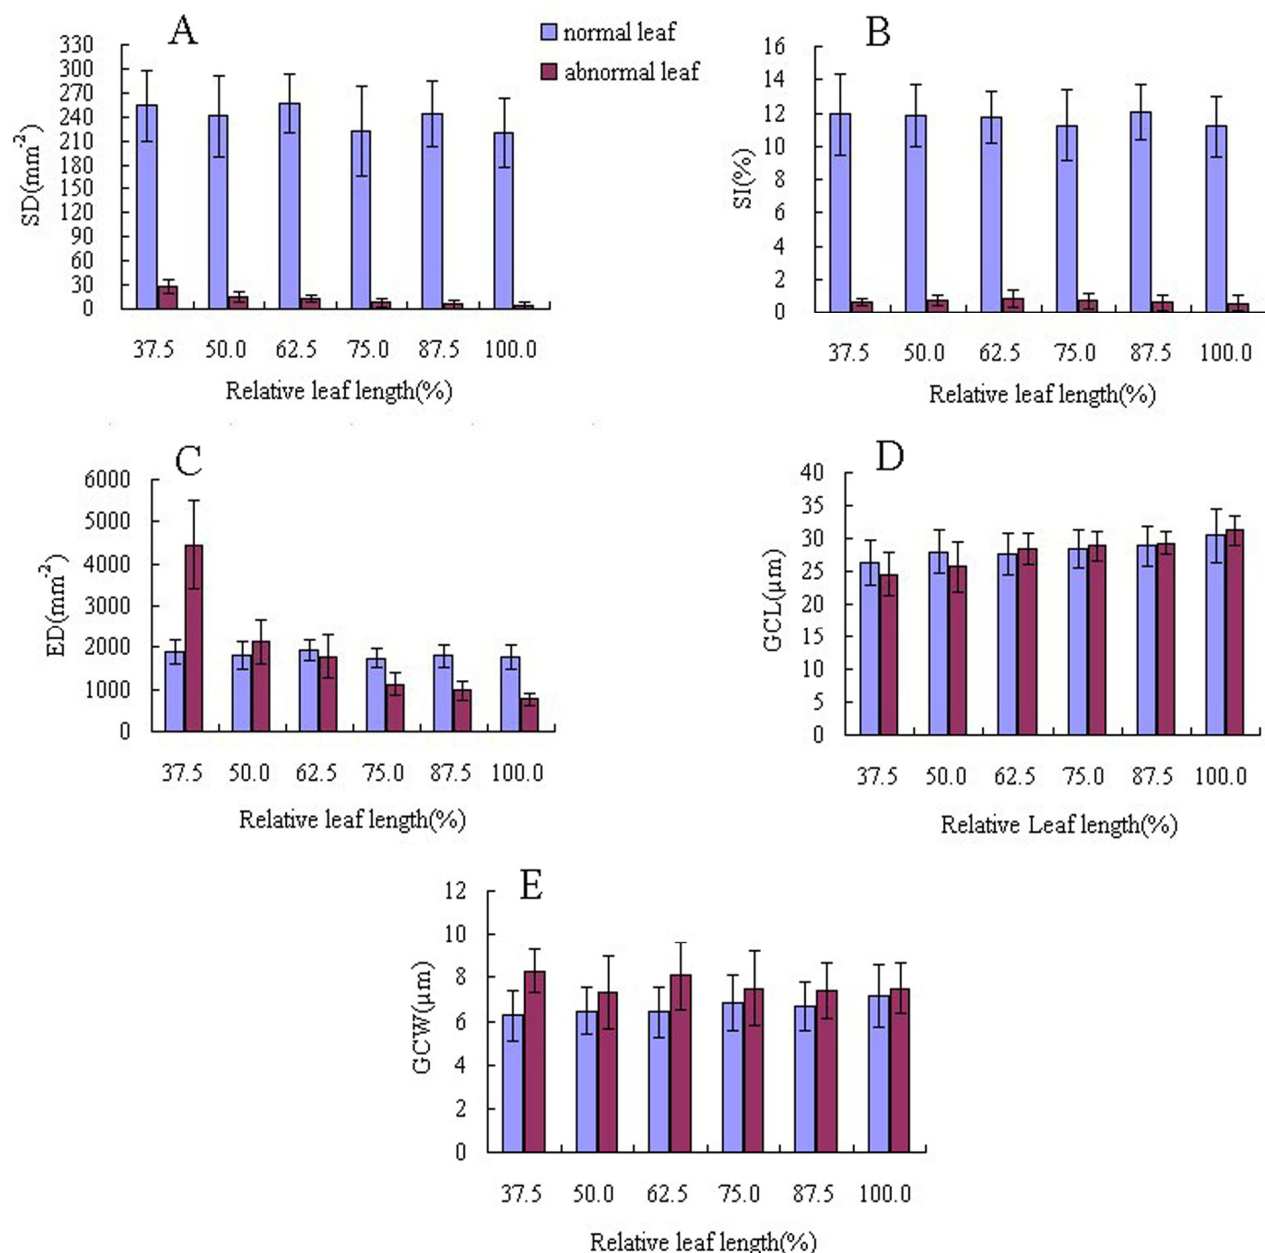 A
normal leaf
abnormal leaf
330
300
270
240
210
180
150
120
90
60
30
0
SD(mm-2)
37.5 50.0 62.5 75.0 87.5 100.0
Relative leaf length(%)
B
16
14
12
10
8
6
4
2
0
SI(%)
37.5 50.0 62.5 75.0 87.5 100.0
Relative leaf length(%)
C
6000
5000
4000
3000
2000
1000
0
ED(mm-2)
37.5 50.0 62.5 75.0 87.5 100.0
Relative leaf length(%)
D
40
35
30
25
20
15
10
5
0
GCL(μm)
37.5 50.0 62.5 75.0 87.5 100.0
Relative Leaf length(%)
E
12
10
8
6
4
2
0
GCW(μm)
37.5 50.0 62.5 75.0 87.5 100.0
Relative leaf length(%)